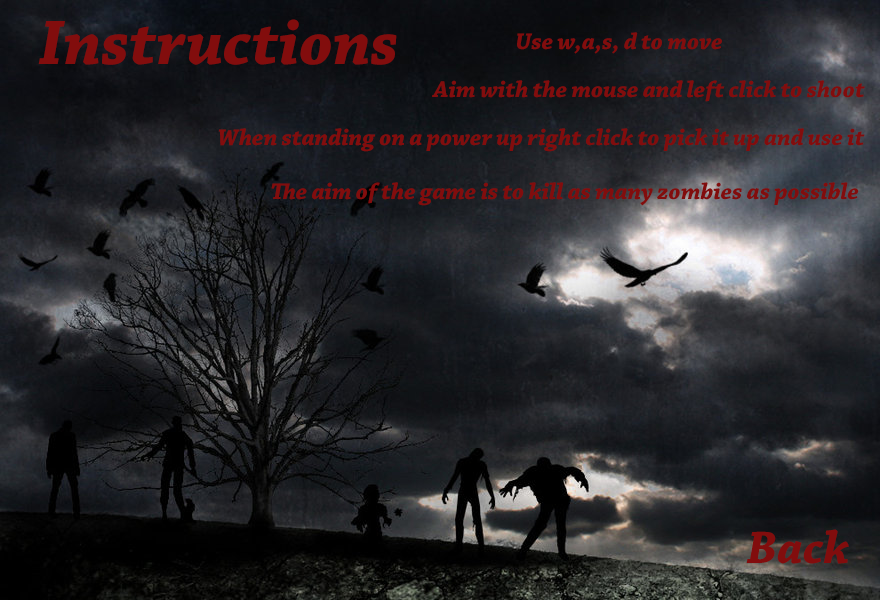 Instructions
Use w,a,s, d to move
Aim with the mouse and left click to shoot
When standing on a power up right click to pick it up and use it
The aim of the game is to kill as many zombies as possible
Back